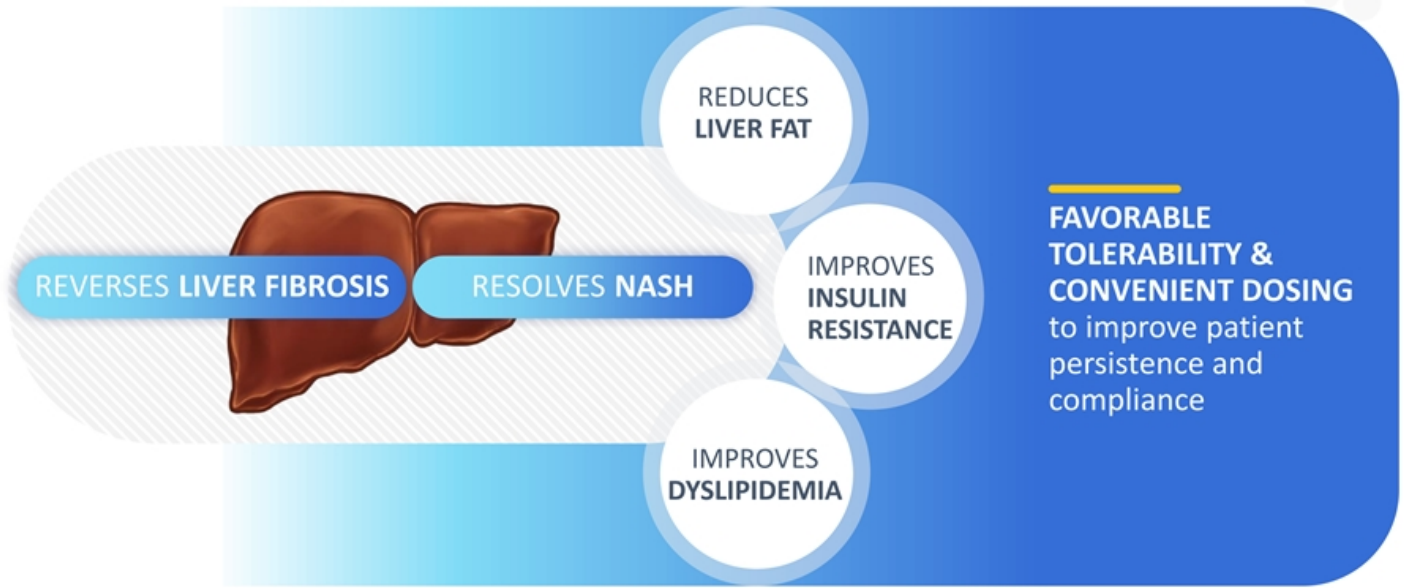 REDUCES
LIVER FAT
REVERSES LIVER FIBROSIS
RESOLVES NASH
IMPROVES
INSULIN
RESISTANCE
IMPROVES
DYSLIPIDEMIA
FAVORABLE
TOLERABILITY &
CONVENIENT DOSING
to improve patient
persistence and
compliance